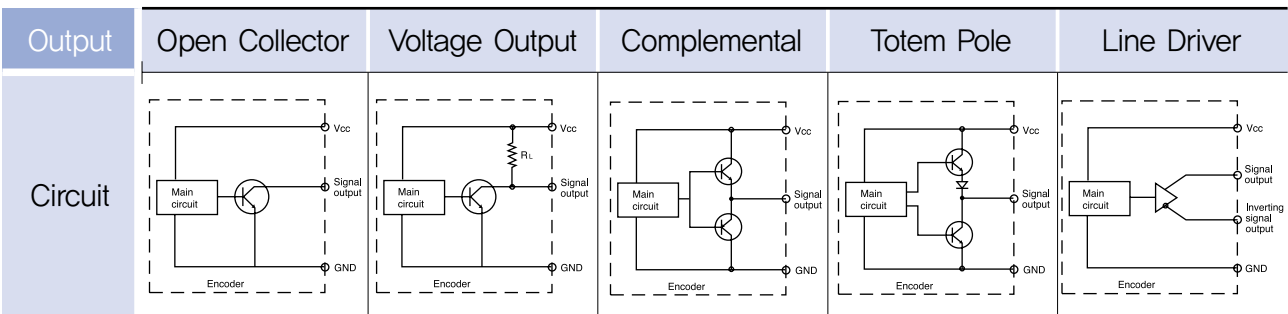 Output
Open Collector
Voltage Output
Complemental
Totem Pole
Line Driver
Circuit
Vcc
Main
circuit
Signal
output
GND
Encoder
Vcc
RL
Main
circuit
Signal
output
GND
Encoder
Vcc
Main
circuit
Signal
output
GND
Encoder
Vcc
Main
circuit
Signal
output
GND
Encoder
Vcc
Signal
output
Main
circuit
Inverting
signal
output
GND
Encoder